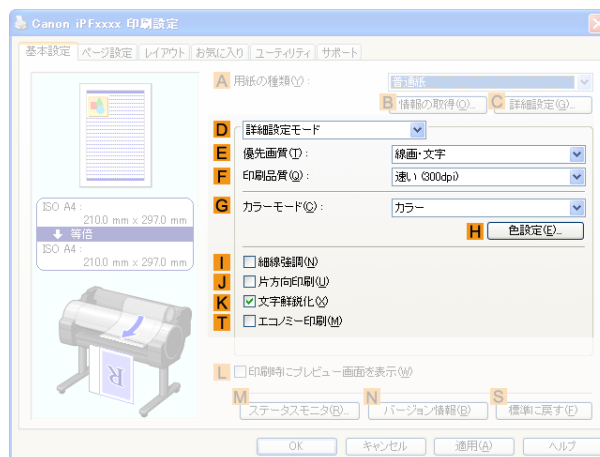 Canon iPFxxxx 印刷設定
基本設定 ページ設定 レイアウト お気に入り ユーティリティ サポート
A 用紙の種類(Y): 普通紙
B 情報の取得(O)... C 詳細設定(G)...
D 詳細設定モード
E 優先画質(T): 線画・文字
F 印刷品質(Q): 速い (300dpi)
G カラーモード(C): カラー
H 色設定(E)...
ISO A4 :
210.0 mm x 297.0 mm
等倍
ISO A4 :
210.0 mm x 297.0 mm
I 細線強調(N)
J 片方向印刷(U)
K 文字鮮鋭化(X)
T エコノミー印刷(M)
R
L 印刷時にプレビュー画面を表示(W)
M ステータスモニタ(R)... N バージョン情報(B) S 標準に戻す(F)
OK キャンセル 適用(A) ヘルプ